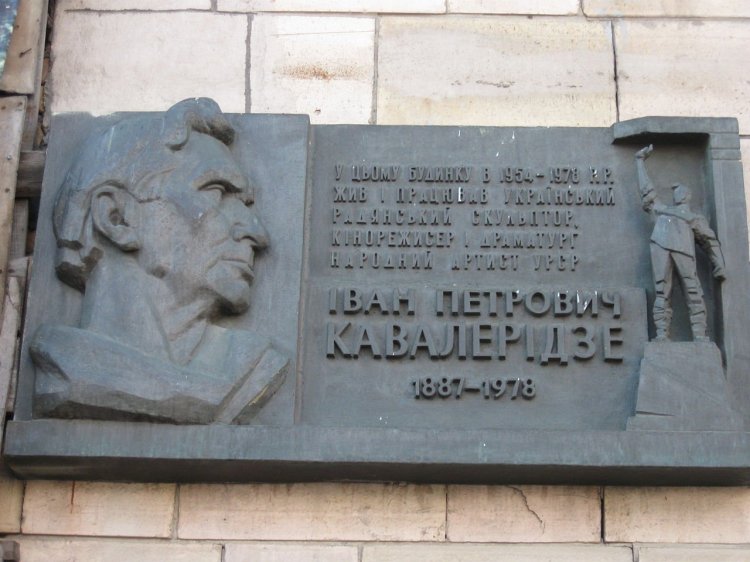 У ЦЬОМУ БУДИНКУ В 1954-1978 Р.Р.
ЖИВ І ПРАЦЮВАВ УКРАЇНСЬКИЙ
РАДЯНСЬКИЙ СКУЛЬПТОР,
КІНОРЕЖИСЕР І ДРАМАТУРГ
НАРОДНИЙ АРТИСТ УРСР
ІВАН ПЕТРОВИЧ
КАВАЛЕРІДЗЕ
1887-1978